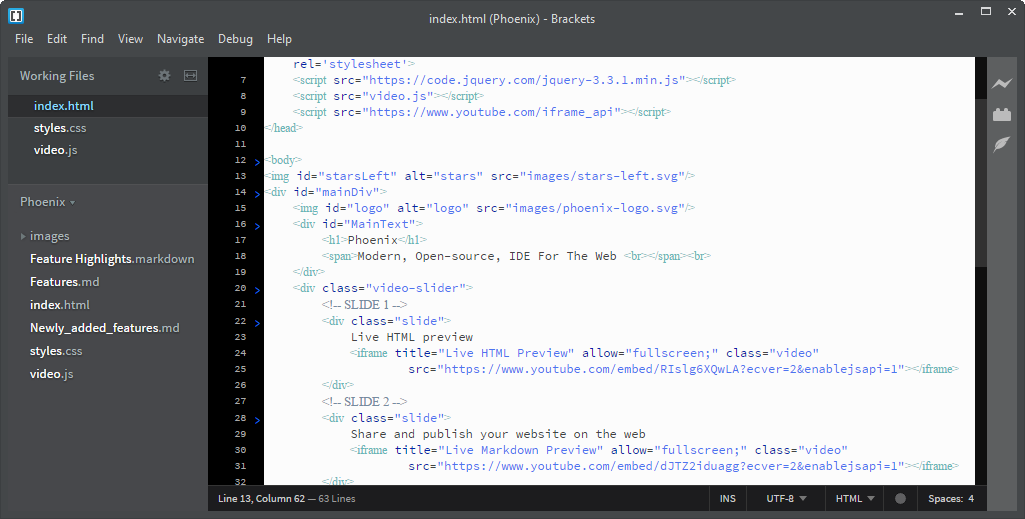 index.html (Phoenix) - Brackets
File Edit Find View Navigate Debug Help
Working Files
index.html
styles.css
video.js
Phoenix
images
Feature Highlights.markdown
Features.md
index.html
Newly_added_features.md
styles.css
video.js
rel='stylesheet'>
7 <script src="https://code.jquery.com/jquery-3.3.1.min.js"></script>
8 <script src="video.js"></script>
9 <script src="https://www.youtube.com/iframe_api"></script>
10 </head>
11
12 <body>
13 <img id="starsLeft" alt="stars" src="images/stars-left.svg"/>
14 <div id="mainDiv">
15 <img id="logo" alt="logo" src="images/phoenix-logo.svg"/>
16 <div id="MainText">
17 <h1>Phoenix</h1>
18 <span>Modern, Open-source, IDE For The Web <br></span><br>
19 </div>
20 <div class="video-slider">
21 <!-- SLIDE 1 -->
22 <div class="slide">
23 Live HTML preview
24 <iframe title="Live HTML Preview" allow="fullscreen;" class="video"
25 src="https://www.youtube.com/embed/RIslg6XQwLA?ecver=2&enablejsapi=1"></iframe>
26 </div>
27 <!-- SLIDE 2 -->
28 <div class="slide">
29 Share and publish your website on the web
30 <iframe title="Live Markdown Preview" allow="fullscreen;" class="video"
31 src="https://www.youtube.com/embed/dJTZ2iduagg?ecver=2&enablejsapi=1"></iframe>
32 </div>
Line 13, Column 62 — 63 Lines INS UTF-8 HTML Spaces: 4